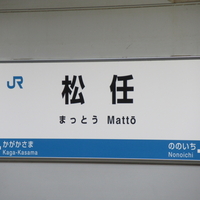 JR
松任
まっとう Mattō
かがかさま ののいち
Kaga-Kasama Nonoichi